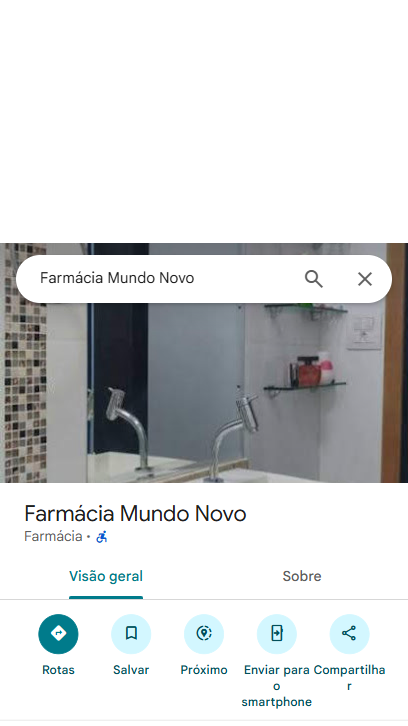 Farmácia Mundo Novo
Farmácia Mundo Novo
Farmácia •
Visão geral Sobre
Rotas Salvar Próximo Enviar para o smartphone Compartilhar